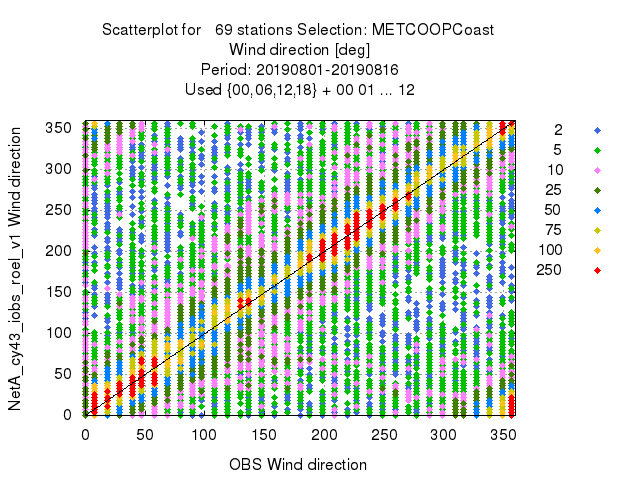 Scatterplot for 69 stations Selection: METCOOPCoast
Wind direction [deg]
Period: 20190801-20190816
Used {00,06,12,18} + 00 01 ... 12
NetA_cy43_iobs_roel_v1 Wind direction
350
300
250
200
150
100
50
0
0 50 100 150 200 250 300 350
OBS Wind direction
2
5
10
25
50
75
100
250